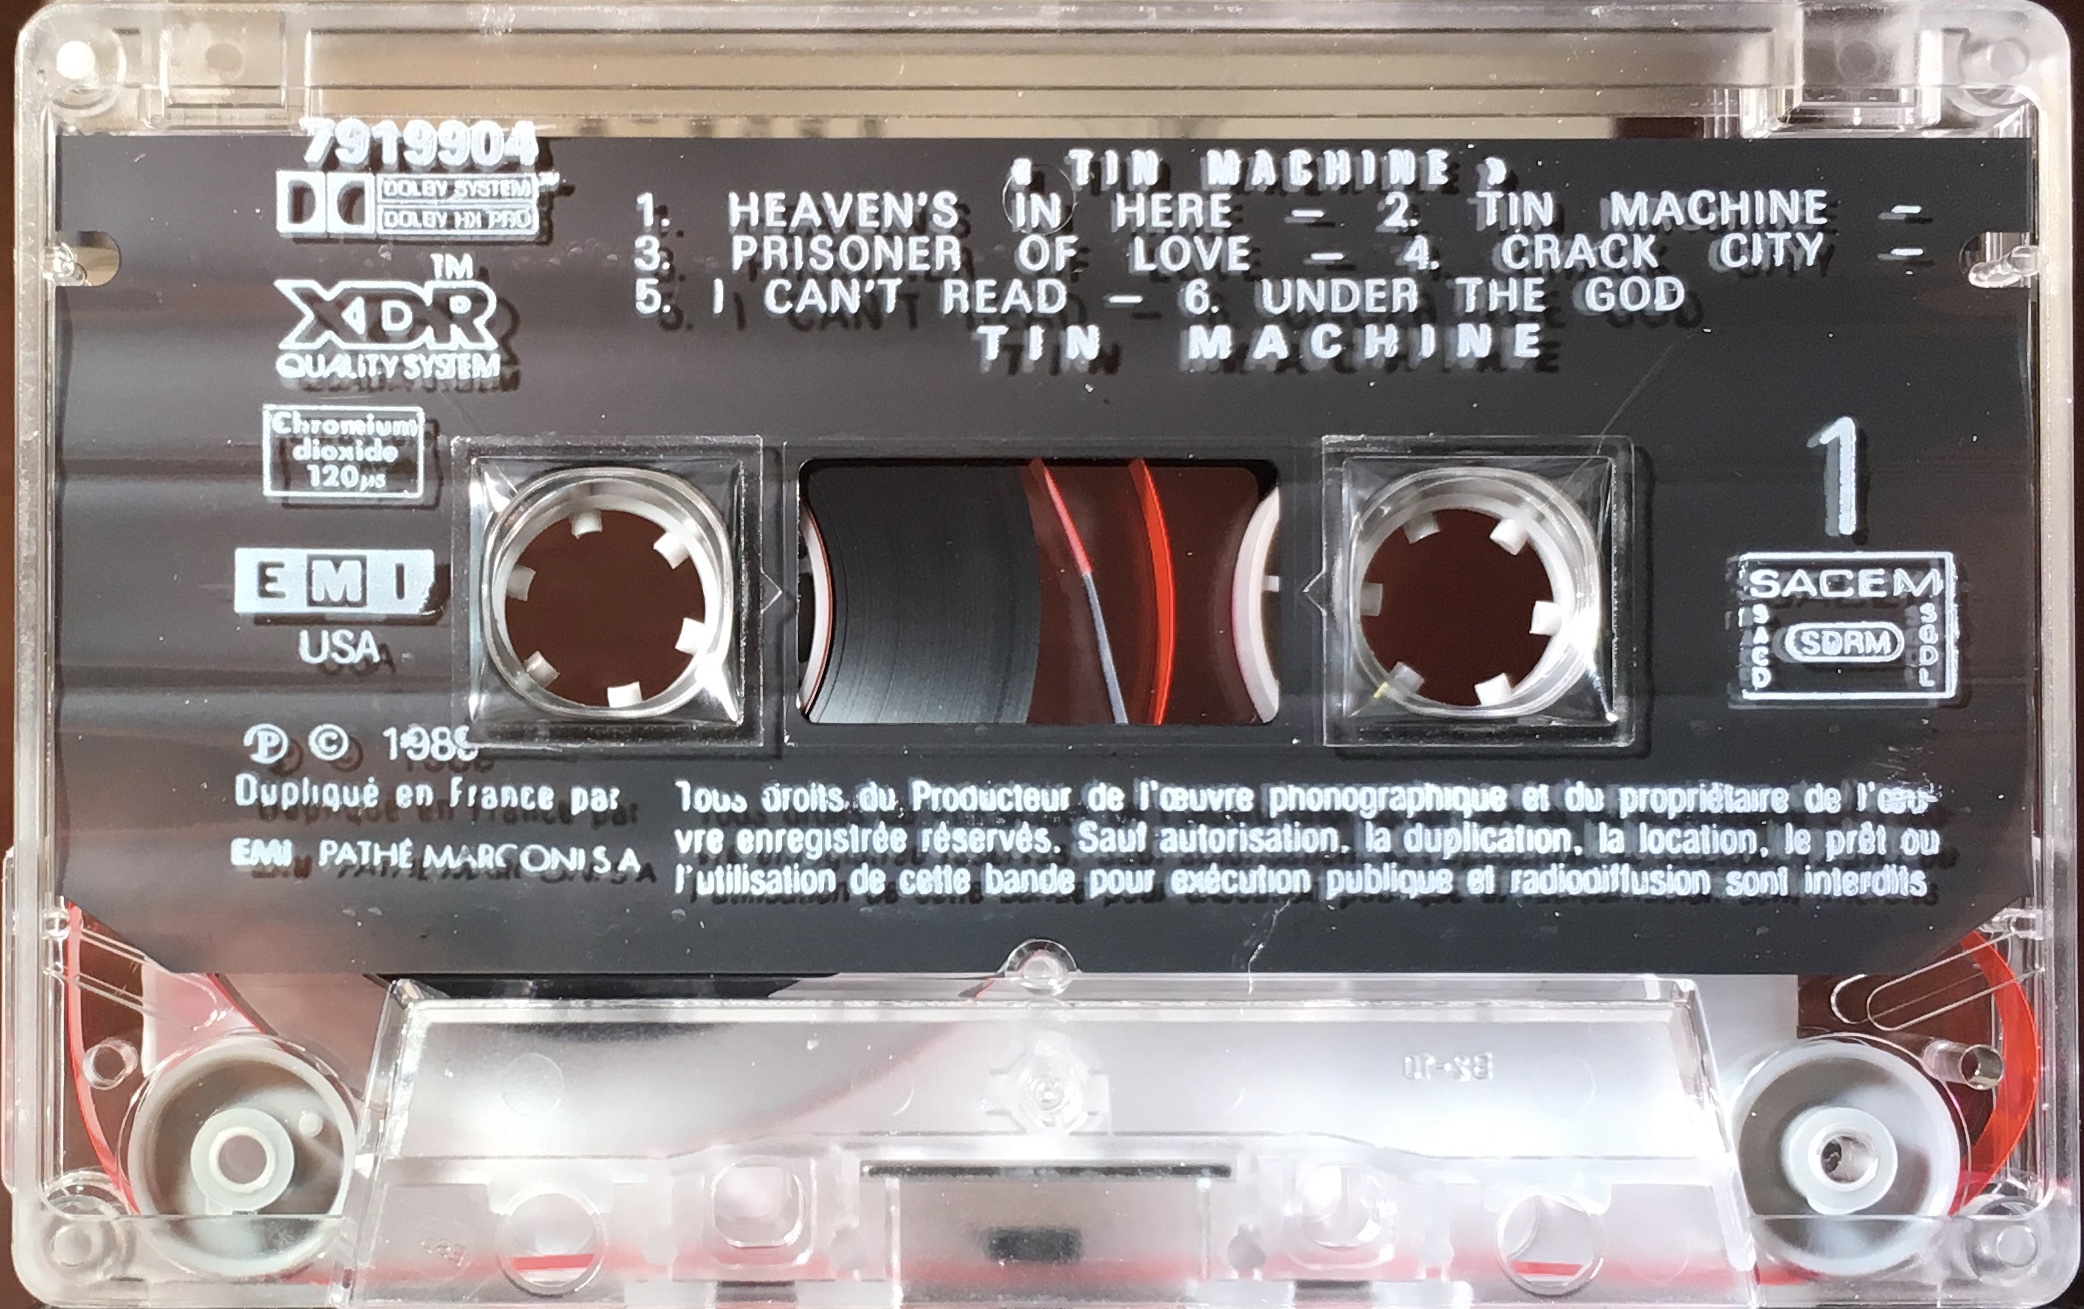 7919904
DOLBY SYSTEM
DOLBY HX PRO
« TIN MACHINE »
1. HEAVEN'S IN HERE – 2. TIN MACHINE –
3. PRISONER OF LOVE – 4. CRACK CITY –
5. I CAN'T READ – 6. UNDER THE GOD
TIN MACHINE
XDR TM
QUALITY SYSTEM
Chromium
dioxide
120µs
EMI
USA
1
SACEM
SACD
SDRM
SGDL
℗ © 1989
Dupliqué en France par
EMI PATHÉ MARCONI S A
Tous droits du Producteur de l'œuvre phonographique et du propriétaire de l'œu-
vre enregistrée réservés. Sauf autorisation, la duplication, la location, le prêt ou
l'utilisation de cette bande pour exécution publique et radiodiffusion sont interdits